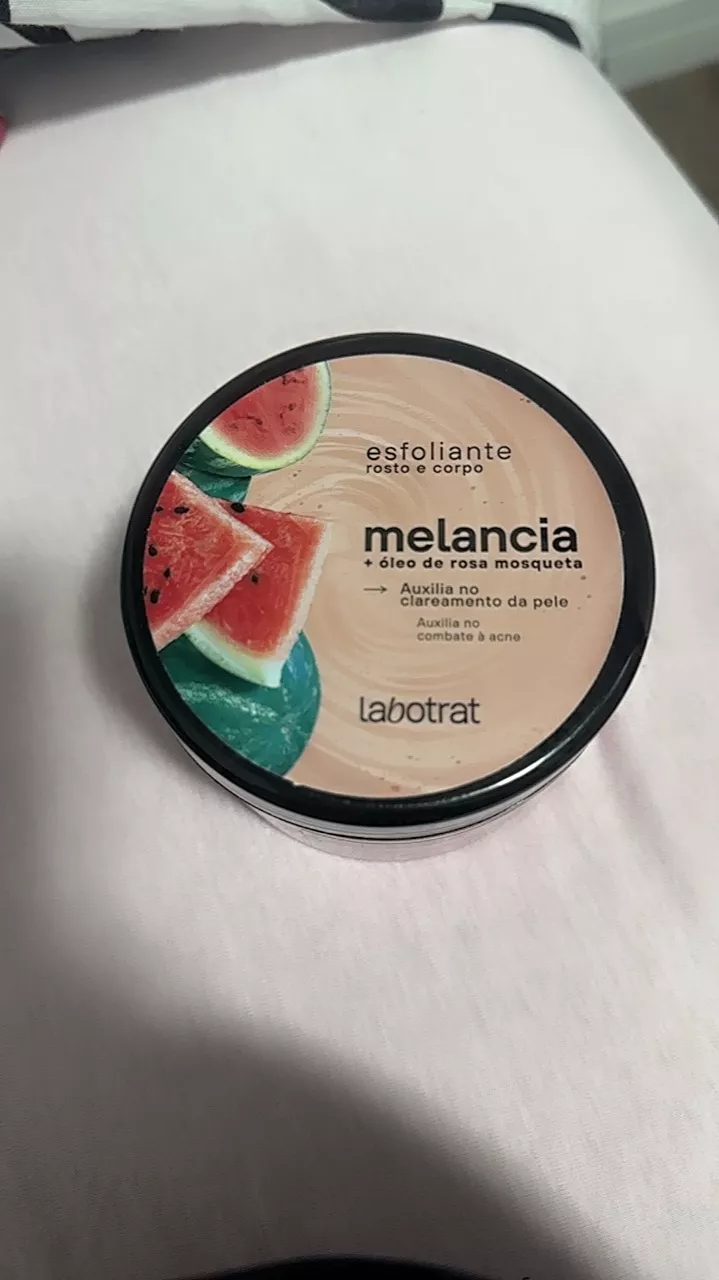 esfoliante
rosto e corpo
melancia
+ óleo de rosa mosqueta
→ Auxilia no
clareamento da pele
Auxilia no
combate à acne
labotrat